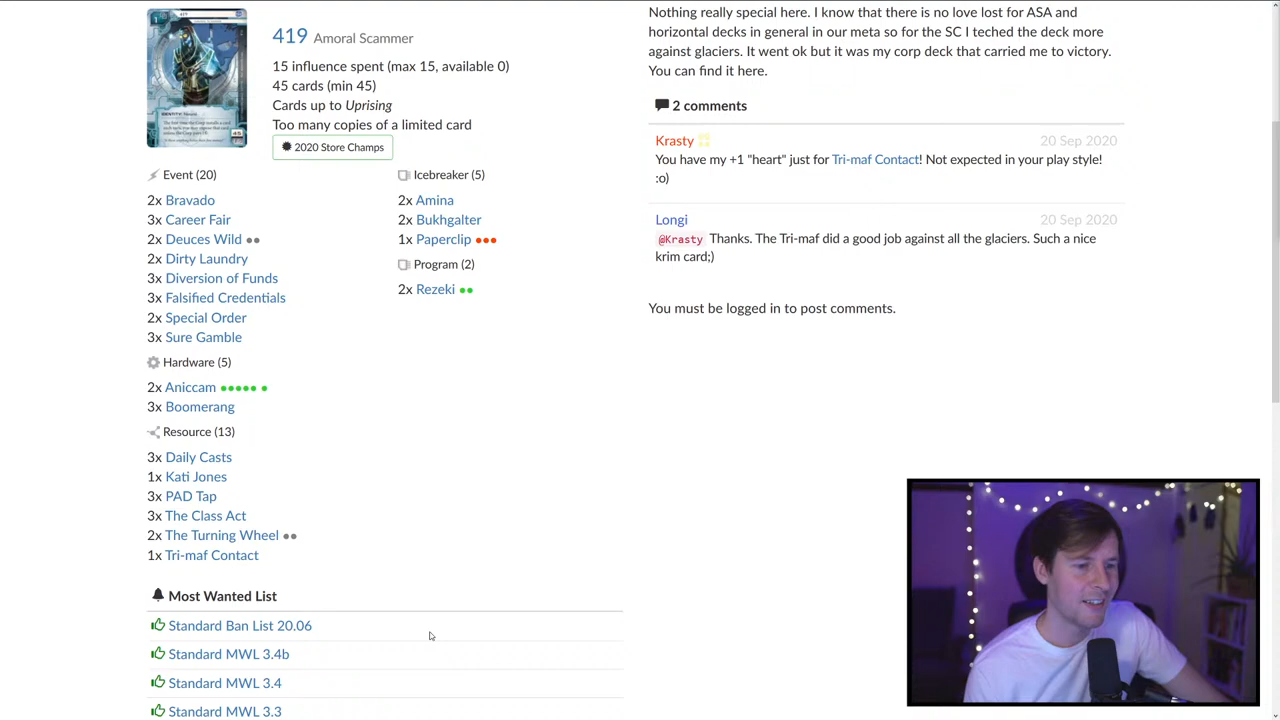 419 Amoral Scammer
15 influence spent (max 15, available 0)
45 cards (min 45)
Cards up to Uprising
Too many copies of a limited card
2020 Store Champs
Event (20)
2x Bravado
3x Career Fair
2x Deuces Wild
2x Dirty Laundry
3x Diversion of Funds
3x Falsified Credentials
2x Special Order
3x Sure Gamble
Hardware (5)
2x Aniccam
3x Boomerang
Resource (13)
3x Daily Casts
1x Kati Jones
3x PAD Tap
3x The Class Act
2x The Turning Wheel
1x Tri-maf Contact
Icebreaker (5)
2x Amina
2x Bukhgalter
1x Paperclip
Program (2)
2x Rezeki
Most Wanted List
Standard Ban List 20.06
Standard MWL 3.4b
Standard MWL 3.4
Standard MWL 3.3
Nothing really special here. I know that there is no love lost for ASA and
horizontal decks in general in our meta so for the SC I teched the deck more
against glaciers. It went ok but it was my corp deck that carried me to victory.
You can find it here.
2 comments
Krasty 20 Sep 2020
You have my +1 "heart" just for Tri-maf Contact! Not expected in your play style!
:o)
Longi 20 Sep 2020
@Krasty Thanks. The Tri-maf did a good job against all the glaciers. Such a nice
krim card;)
You must be logged in to post comments.